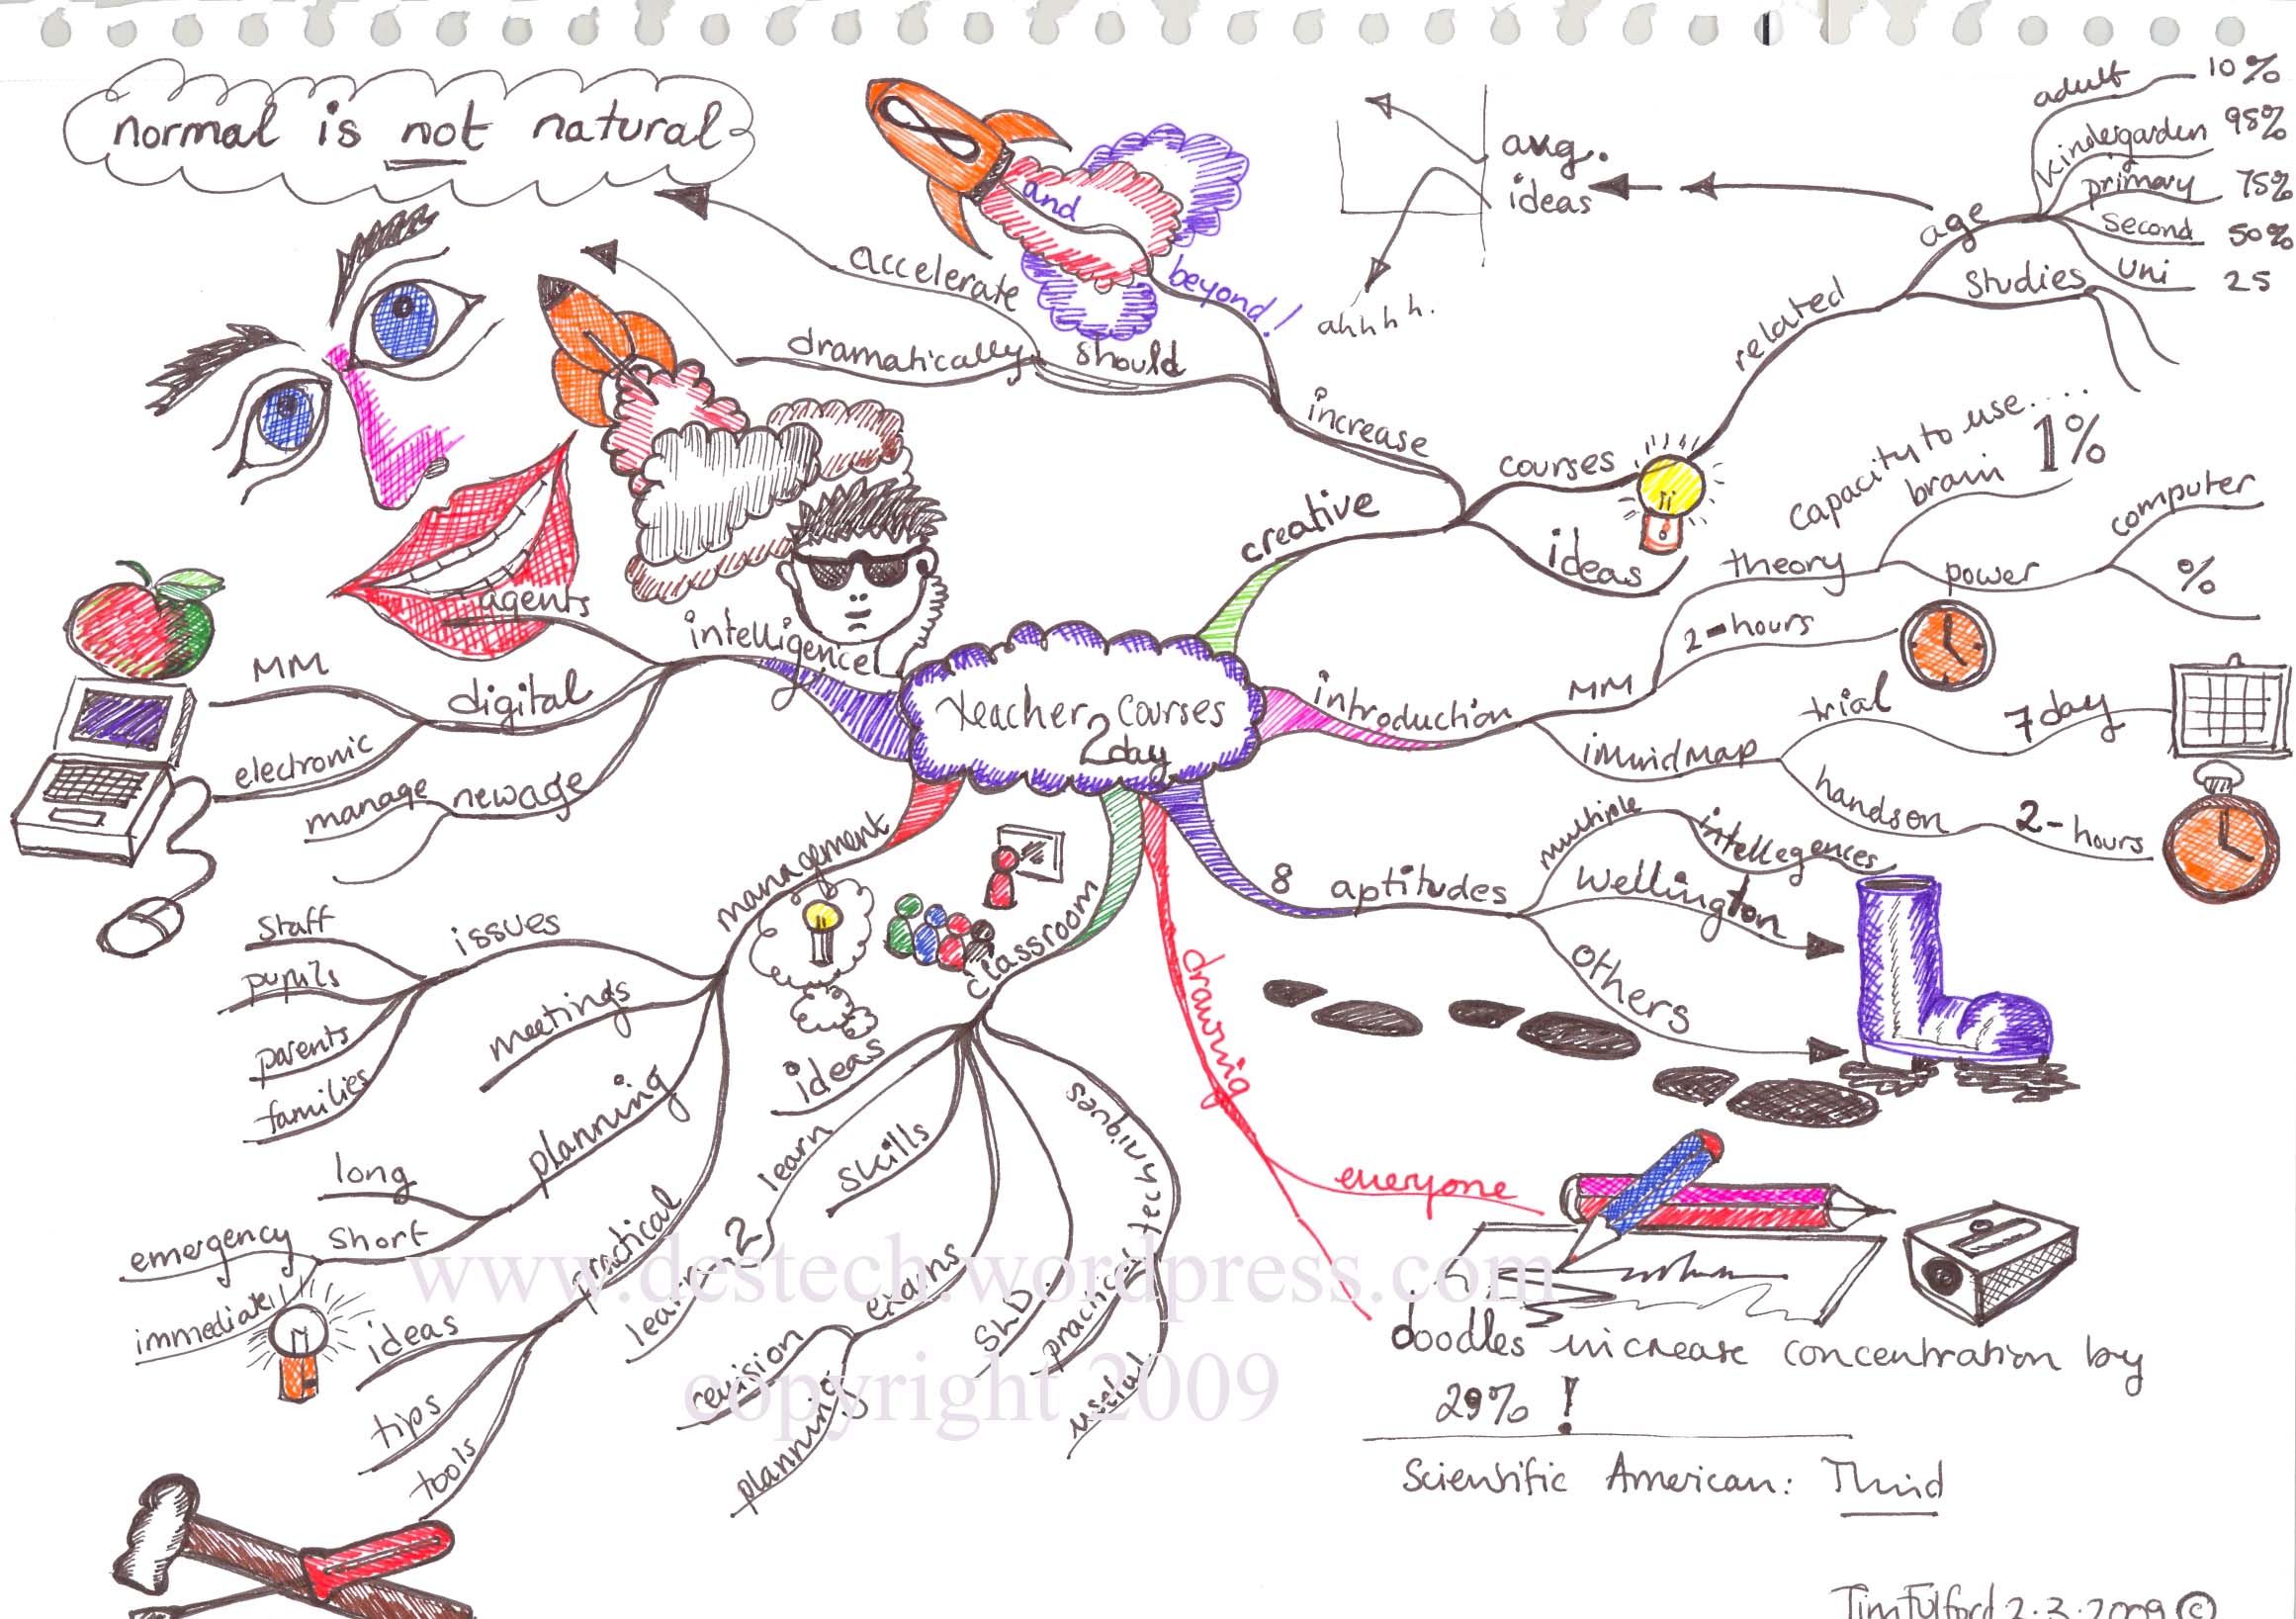 normal is not natural
and
beyond!
accelerate
dramatically
should
increase
creative
courses
ideas
related
age
adult 10%
kindergarden 98%
primary 75%
second 50%
uni 25
studies
avg.
ideas
ahhhh.
teacher courses
2day
introduction
MM
theory
capacity to use....
brain 1%
power
computer
%
2-hours
imindmap
trial
7day
handson
2-hours
8 aptitudes
multiple
intellegences
wellington
others
drawing
everyone
doodles increase concentration by
29%!
Scientific American:
classroom
ideas
learn
2
learn
skills
exams
revision
planning
techniques
practical
useful
management
issues
staff
pupils
parents
families
meetings
planning
long
short
emergency
immediate
practical
ideas
tips
tools
intelligence
agents
digital
MM
electronic
newage
manage
www.destech.wordpress.com
copyright 2009
Tim Fulford 2.3.2009 ©